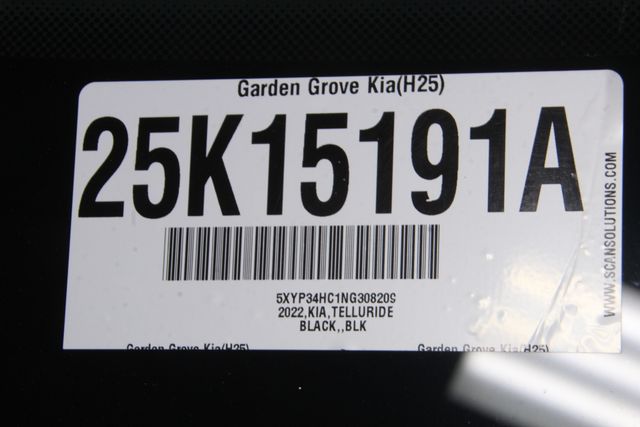 Garden Grove Kia(H25)
25K15191A
5XYP34HC1NG308209
2022,KIA,TELLURIDE
BLACK,,BLK
WWW.SCANSOLUTIONS.COM
Garden Grove Kia(H25) Garden Grove Kia(H25)